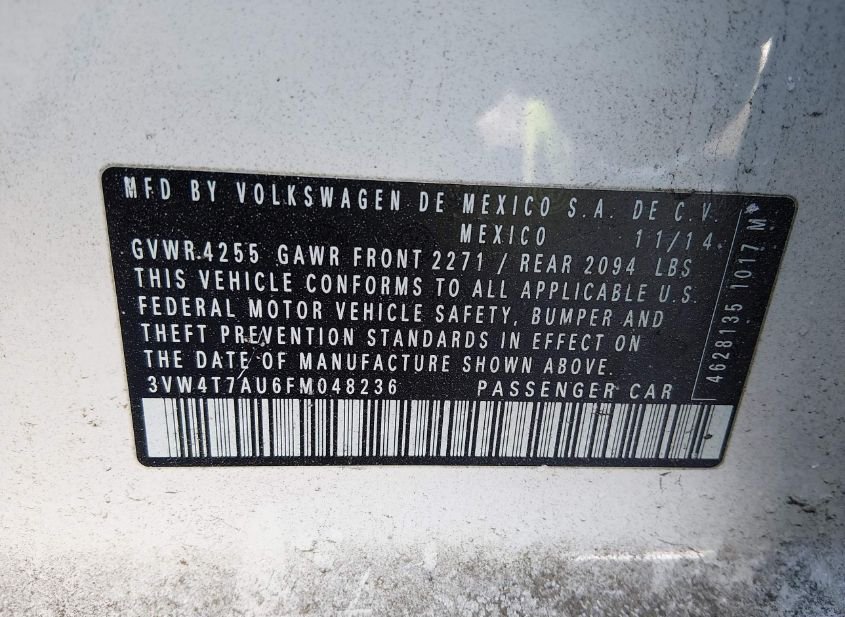 MFD BY VOLKSWAGEN DE MEXICO S.A. DE C.V.
MEXICO 11/14
GVWR.4255 GAWR FRONT 2271 / REAR 2094 LBS
THIS VEHICLE CONFORMS TO ALL APPLICABLE U.S.
FEDERAL MOTOR VEHICLE SAFETY, BUMPER AND
THEFT PREVENTION STANDARDS IN EFFECT ON
THE DATE OF MANUFACTURE SHOWN ABOVE.
3VW4T7AU6FM048236 PASSENGER CAR
4628135 1017 M*